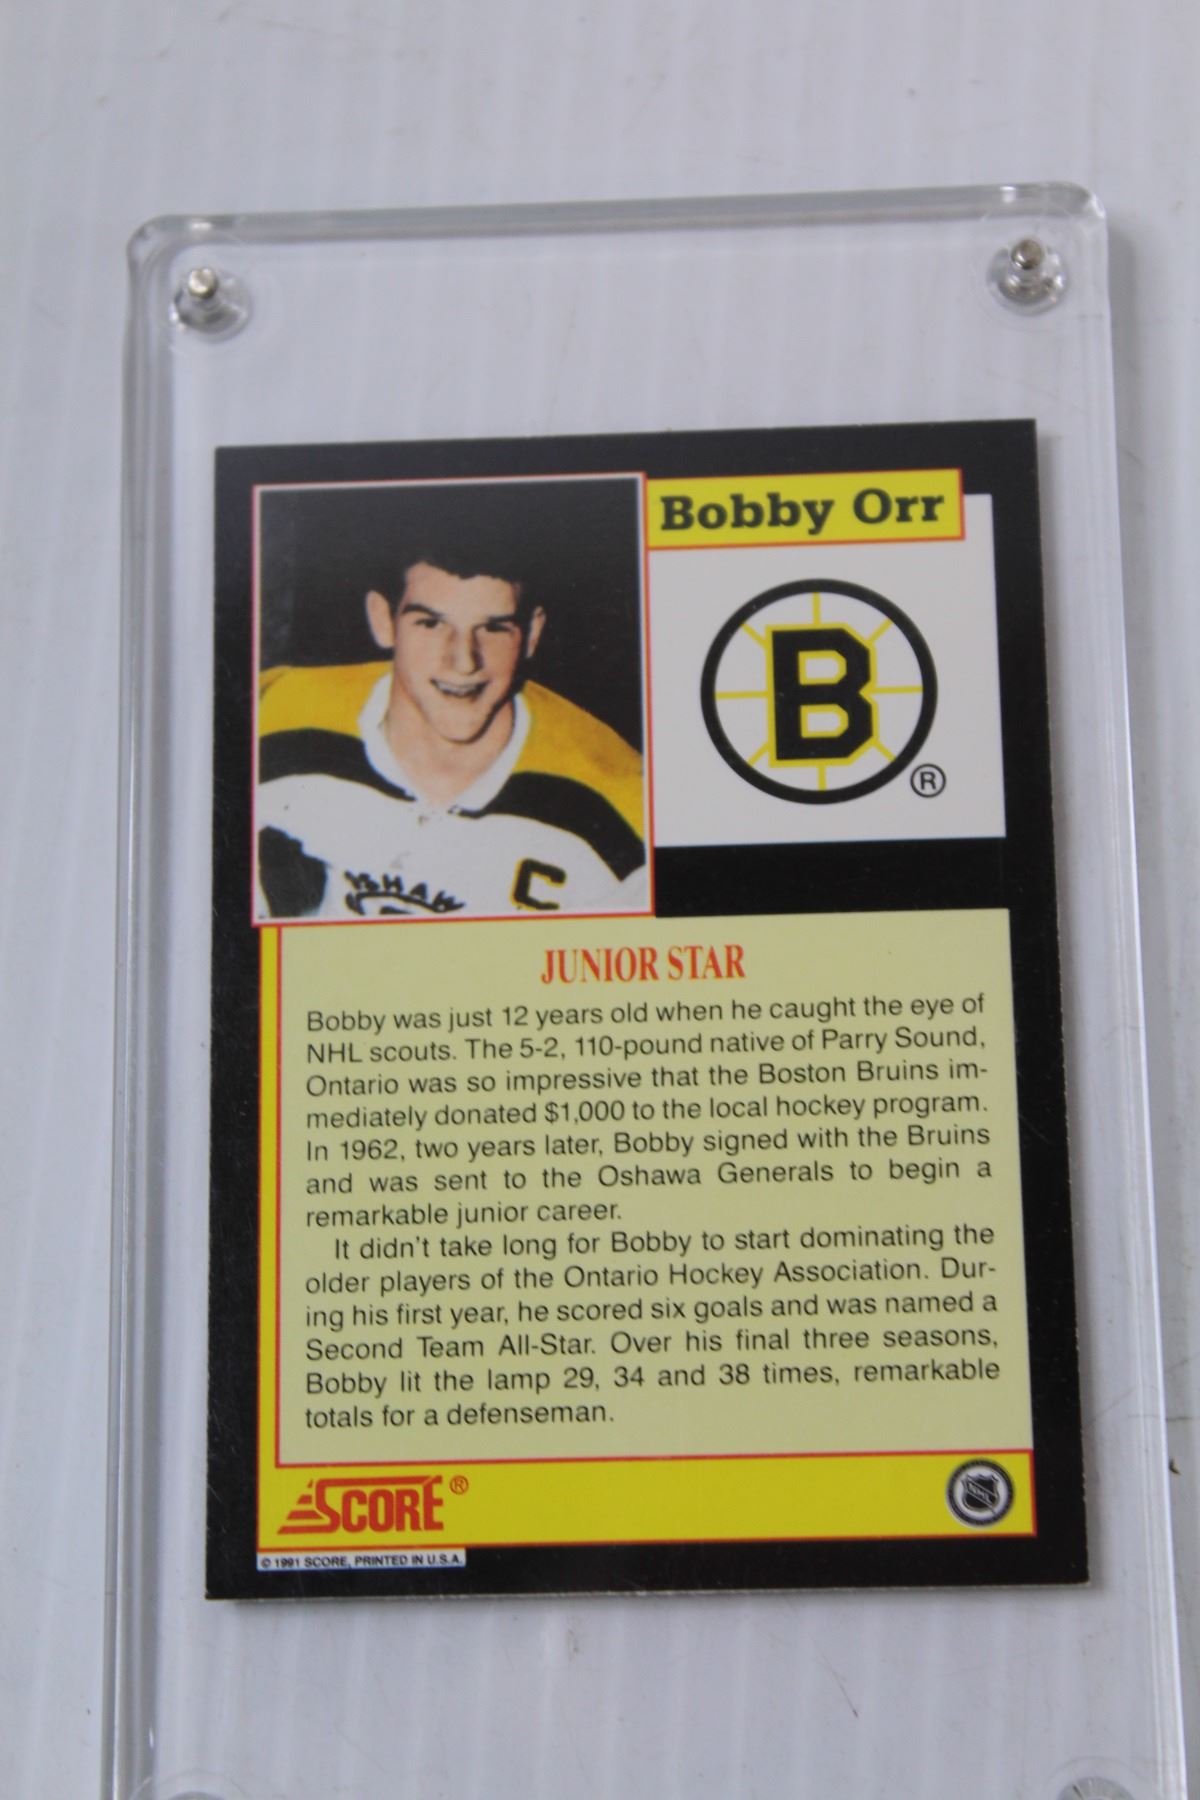 Bobby Orr
B
®
SHAW
C
JUNIOR STAR
Bobby was just 12 years old when he caught the eye of
NHL scouts. The 5-2, 110-pound native of Parry Sound,
Ontario was so impressive that the Boston Bruins im-
mediately donated $1,000 to the local hockey program.
In 1962, two years later, Bobby signed with the Bruins
and was sent to the Oshawa Generals to begin a
remarkable junior career.
It didn't take long for Bobby to start dominating the
older players of the Ontario Hockey Association. Dur-
ing his first year, he scored six goals and was named a
Second Team All-Star. Over his final three seasons,
Bobby lit the lamp 29, 34 and 38 times, remarkable
totals for a defenseman.
SCORE®
NHL
© 1991 SCORE, PRINTED IN U.S.A.